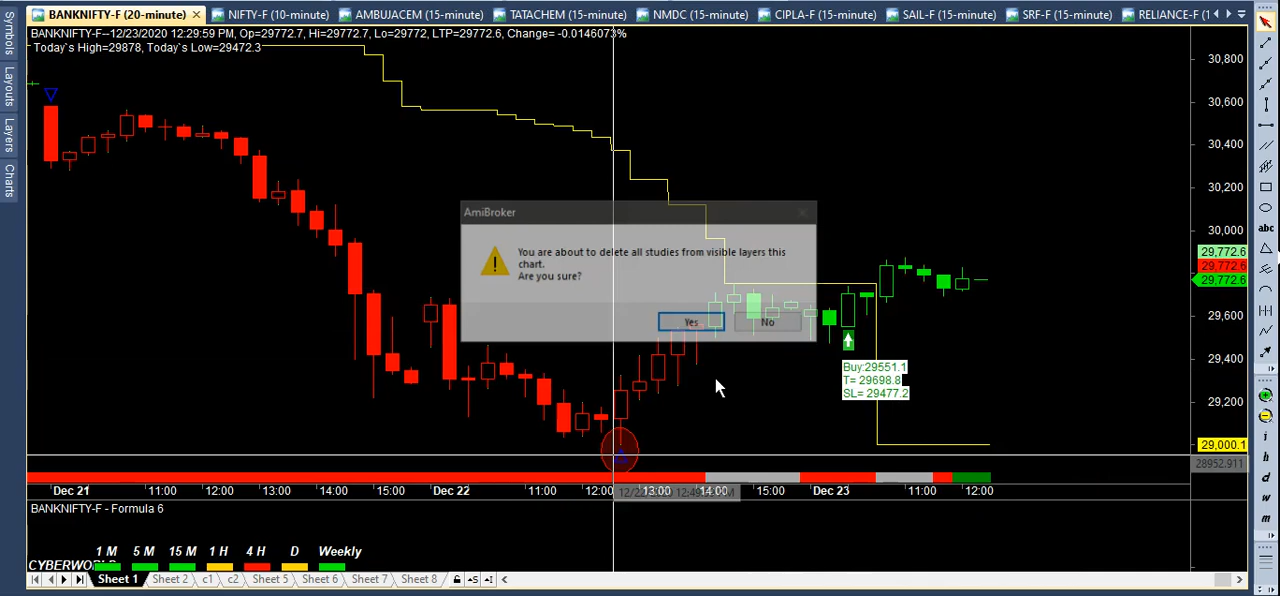 BANKNIFTY-F (20-minute) NIFTY-F (10-minute) AMBUJACEM (15-minute) TATACHEM (15-minute) NMDC (15-minute) CIPLA-F (15-minute) SAIL-F (15-minute) SRF-F (15-minute) RELIANCE-F (1
BANKNIFTY-F--12/23/2020 12:29:59 PM, Op=29772.7, Hi=29772.7, Lo=29772, LTP=29772.6, Change= -0.0146073%
Today`s High=29878, Today`s Low=29472.3
Symbols
Layouts
Layers
Charts
30,800
30,600
30,400
30,200
30,000
29,772.6
29,772.6
29,772.6
29,600
29,400
29,200
29,000.1
28952.911
AmiBroker
You are about to delete all studies from visible layers this
chart.
Are you sure?
Yes No
Buy:29551.1
T= 29698.8
SL= 29477.2
Dec 21 11:00 12:00 13:00 14:00 15:00 Dec 22 11:00 12:00 13:00 14:00 15:00 Dec 23 11:00 12:00
BANKNIFTY-F - Formula 6
1 M 5 M 15 M 1 H 4 H D Weekly
Sheet 1 Sheet 2 c1 c2 Sheet 5 Sheet 6 Sheet 7 Sheet 8
abc
i
h
d
w
m